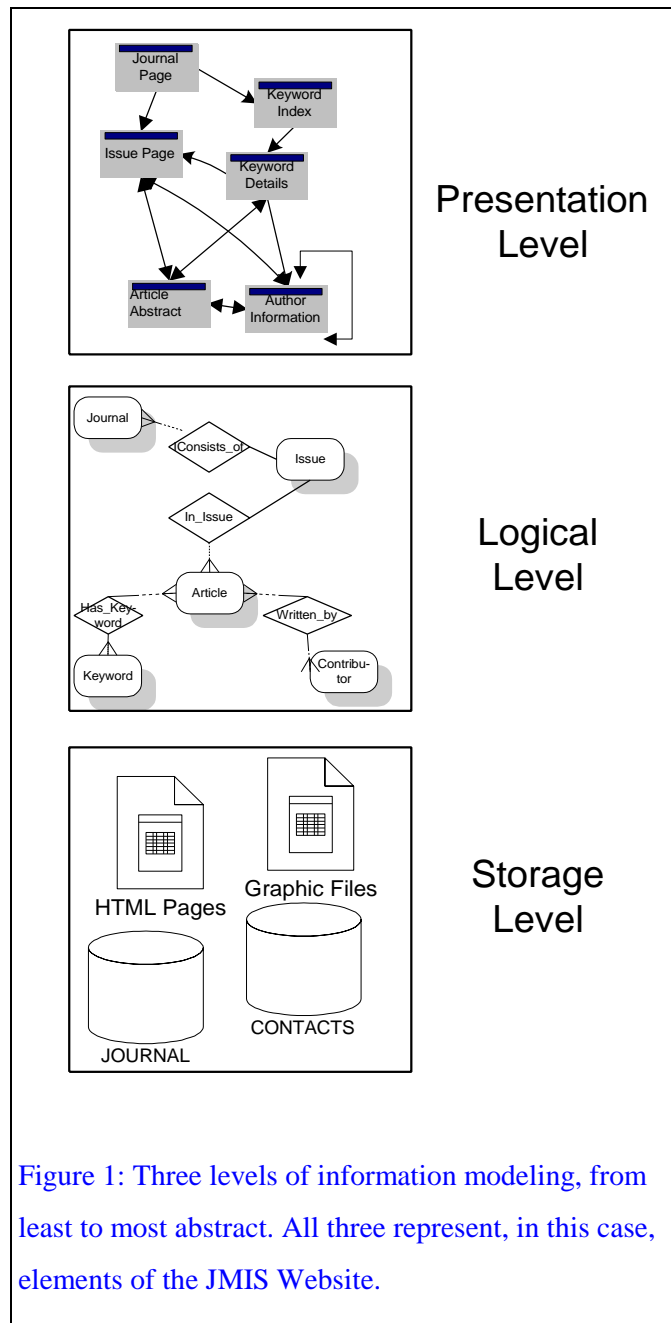 Journal
Page
Keyword
Index
Issue Page
Keyword
Details
Article
Abstract
Author
Information
Presentation
Level
Journal
Consists_of
Issue
In_Issue
Article
Has_Key-
word
Written_by
Keyword
Contribu-
tor
Logical
Level
HTML Pages
Graphic Files
JOURNAL
CONTACTS
Storage
Level
Figure 1: Three levels of information modeling, from
least to most abstract. All three represent, in this case,
elements of the JMIS Website.